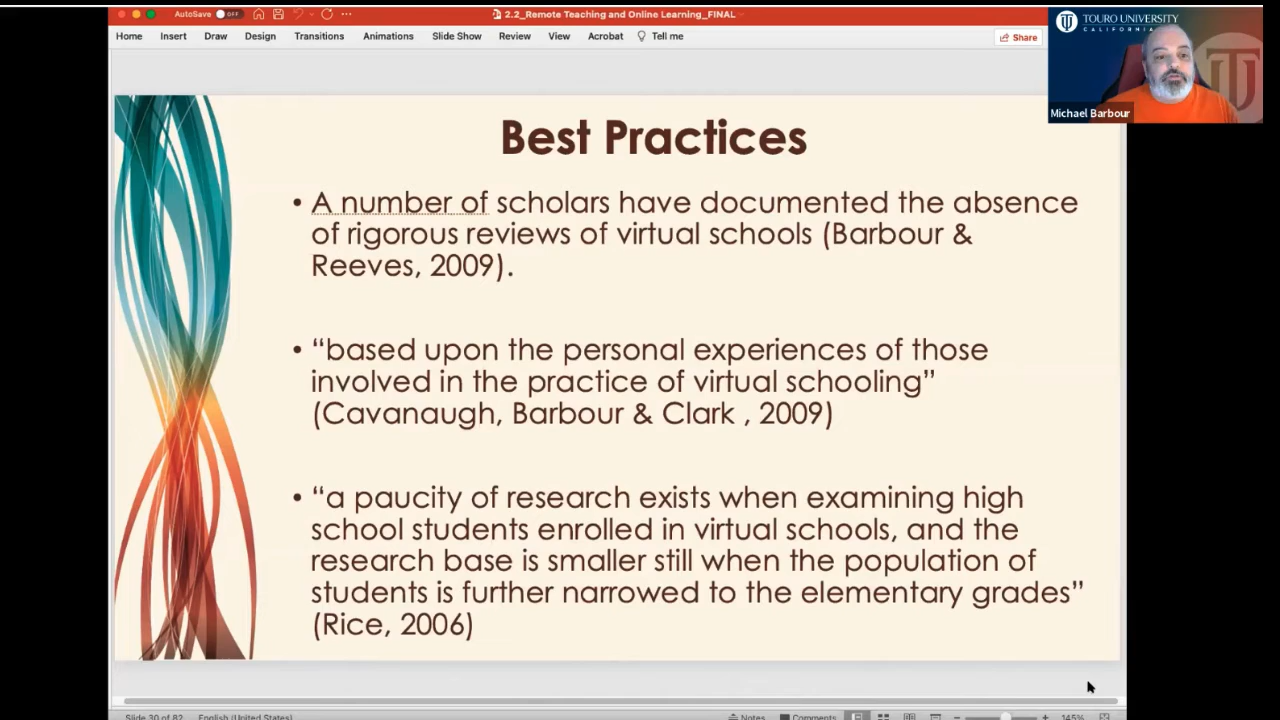 AutoSave OFF
2.2_Remote Teaching and Online Learning_FINAL
Home Insert Draw Design Transitions Animations Slide Show Review View Acrobat Tell me
Share
TOURO UNIVERSITY
CALIFORNIA
Michael Barbour
Best Practices
• A number of scholars have documented the absence
of rigorous reviews of virtual schools (Barbour &
Reeves, 2009).
• “based upon the personal experiences of those
involved in the practice of virtual schooling”
(Cavanaugh, Barbour & Clark , 2009)
• “a paucity of research exists when examining high
school students enrolled in virtual schools, and the
research base is smaller still when the population of
students is further narrowed to the elementary grades”
(Rice, 2006)
Slide 30 of 82 English (United States) Notes Comments 145%